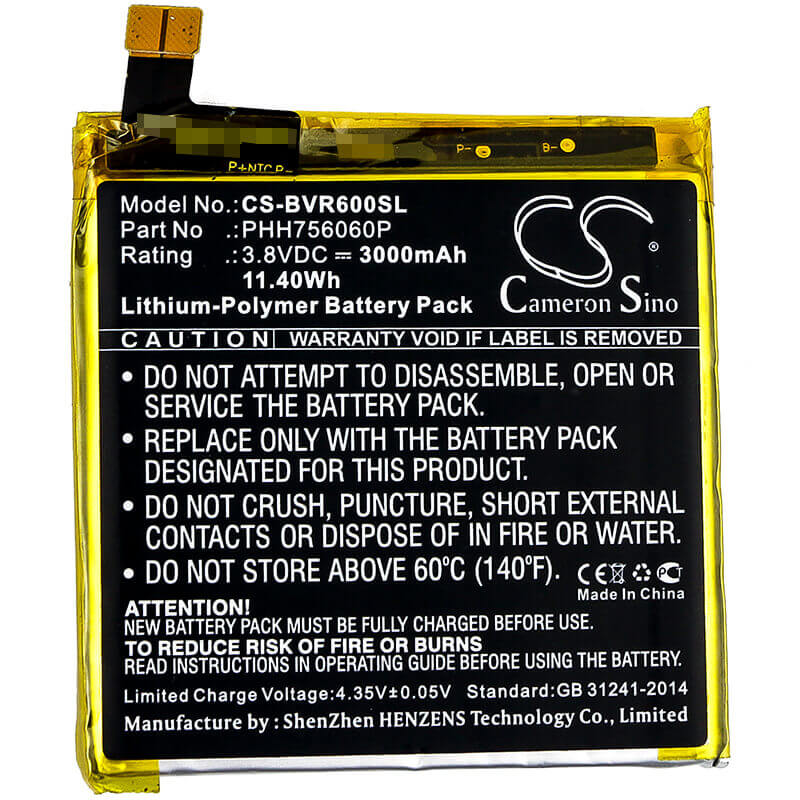 P+NTC P-
P- B-
Model No.:CS-BVR600SL
Part No. :PHH756060P
Rating :3.8VDC ⎓ 3000mAh
11.40Wh
Lithium-Polymer Battery Pack
Cameron Sino
®
CAUTION WARRANTY VOID IF LABEL IS REMOVED
• DO NOT ATTEMPT TO DISASSEMBLE, OPEN OR
SERVICE THE BATTERY PACK.
• REPLACE ONLY WITH THE BATTERY PACK
DESIGNATED FOR THIS SYSTEM.
• DO NOT CRUSH, PUNCTURE, SHORT EXTERNAL
CONTACTS OR DISPOSE OF IN FIRE OR WATER.
• DO NOT STORE ABOVE 60°C (140°F).
CE PCT
Made In China
ATTENTION!
NEW BATTERY PACK MUST BE FULLY CHARGED BEFORE USE.
TO REDUCE RISK OF FIRE OR BURNS
READ INSTRUCTIONS IN OPERATING GUIDE BEFORE USING BATTERY.
Limited Charge Voltage:4.35V±0.05V Standard:GB 31241-2014
Manufacture by : ShenZhen HENZENS Technology Co., Limited